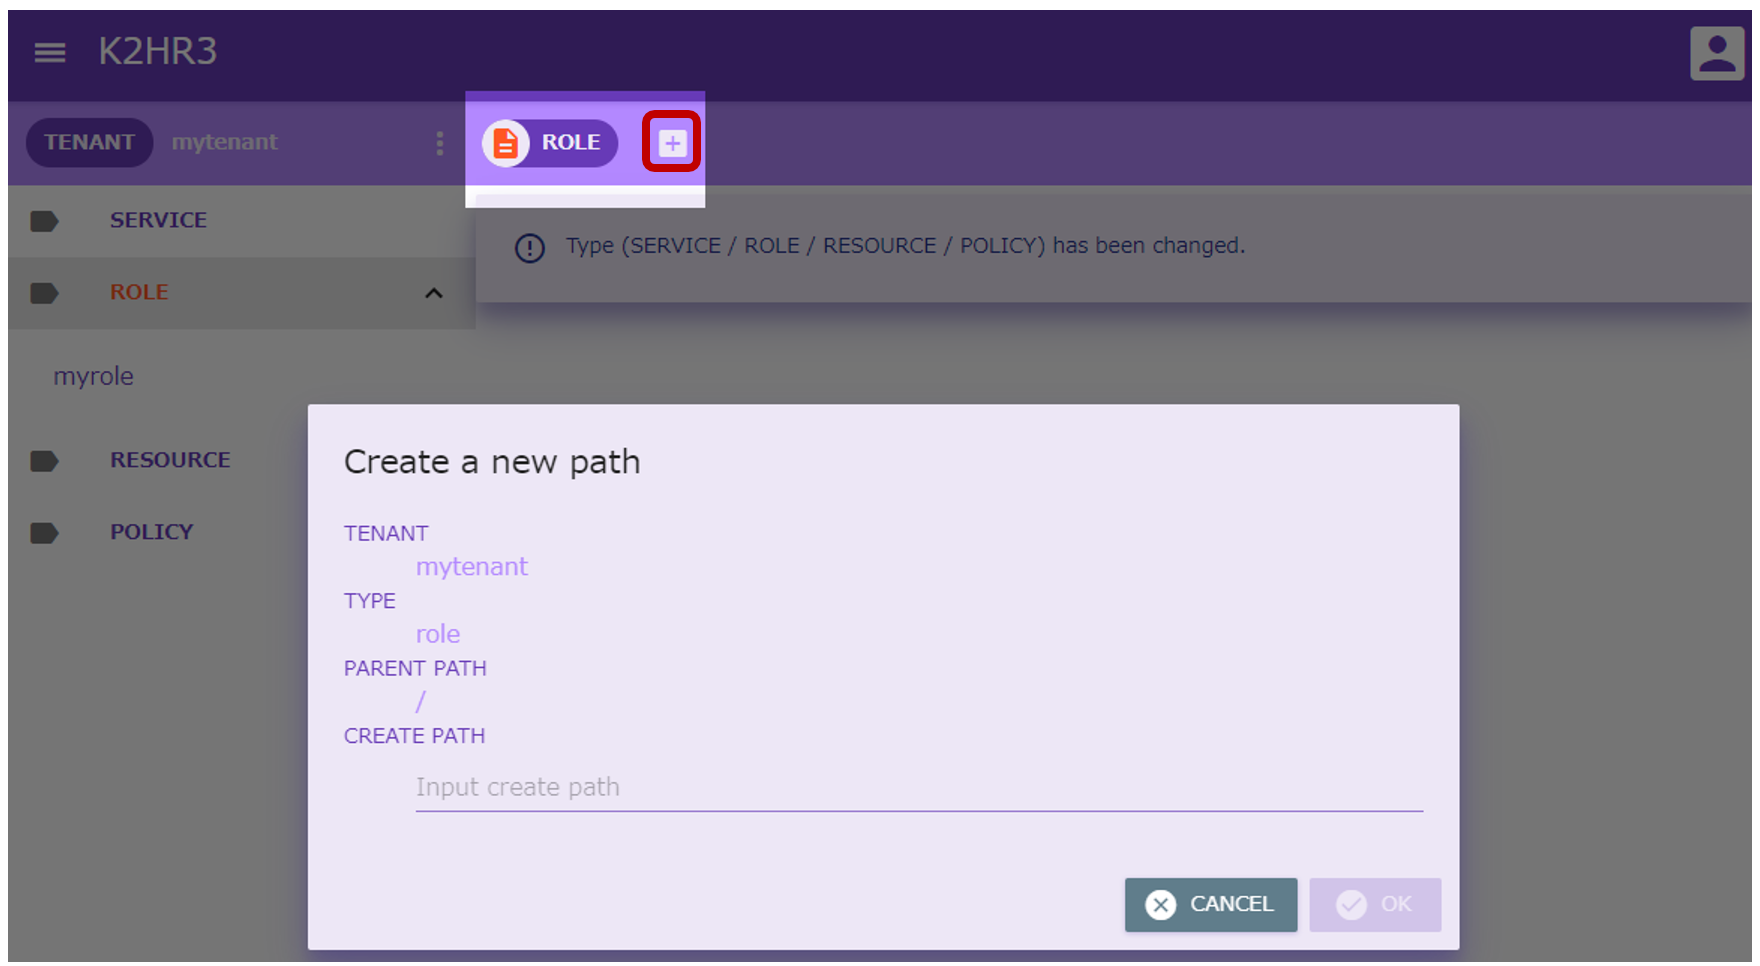 K2HR3
TENANT mytenant
ROLE
SERVICE
Type (SERVICE / ROLE / RESOURCE / POLICY) has been changed.
ROLE
myrole
RESOURCE
POLICY
Create a new path
TENANT
mytenant
TYPE
role
PARENT PATH
/
CREATE PATH
Input create path
CANCEL OK